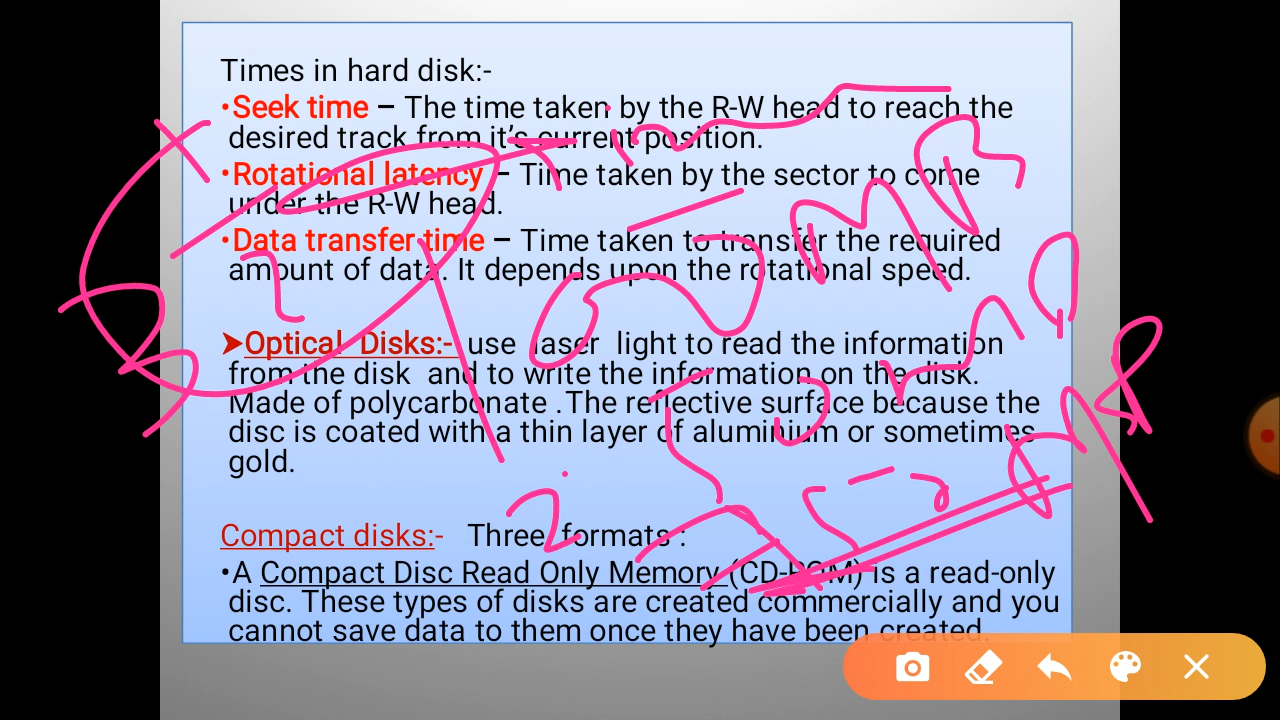 Times in hard disk:-
•Seek time – The time taken by the R-W head to reach the
desired track from it's current position.
•Rotational latency – Time taken by the sector to come
under the R-W head.
•Data transfer time – Time taken to transfer the required
amount of data. It depends upon the rotational speed.
➤Optical Disks:- use laser light to read the information
from the disk and to write the information on the disk.
Made of polycarbonate .The reflective surface because the
disc is coated with a thin layer of aluminium or sometimes
gold.
Compact disks:- Three formats :
•A Compact Disc Read Only Memory (CD-ROM) is a read-only
disc. These types of disks are created commercially and you
cannot save data to them once they have been created.